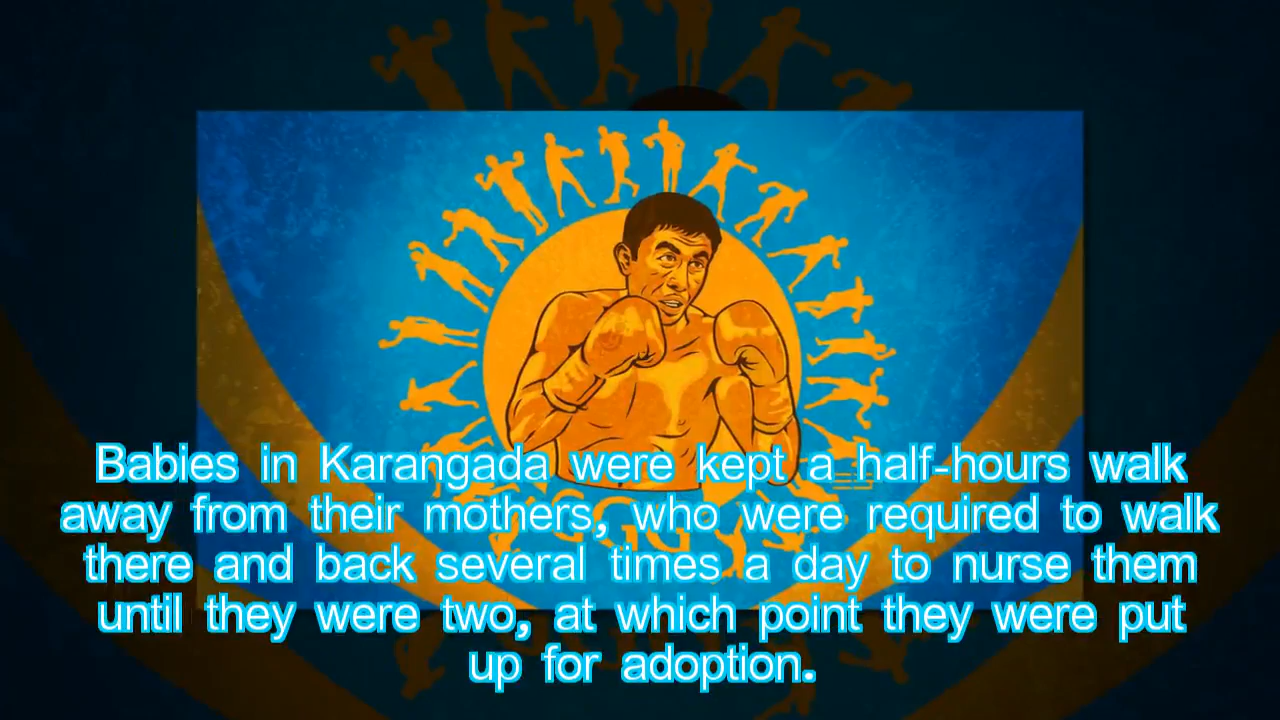 Babies in Karangada were kept a half-hours walk
away from their mothers, who were required to walk
there and back several times a day to nurse them
until they were two, at which point they were put
up for adoption.